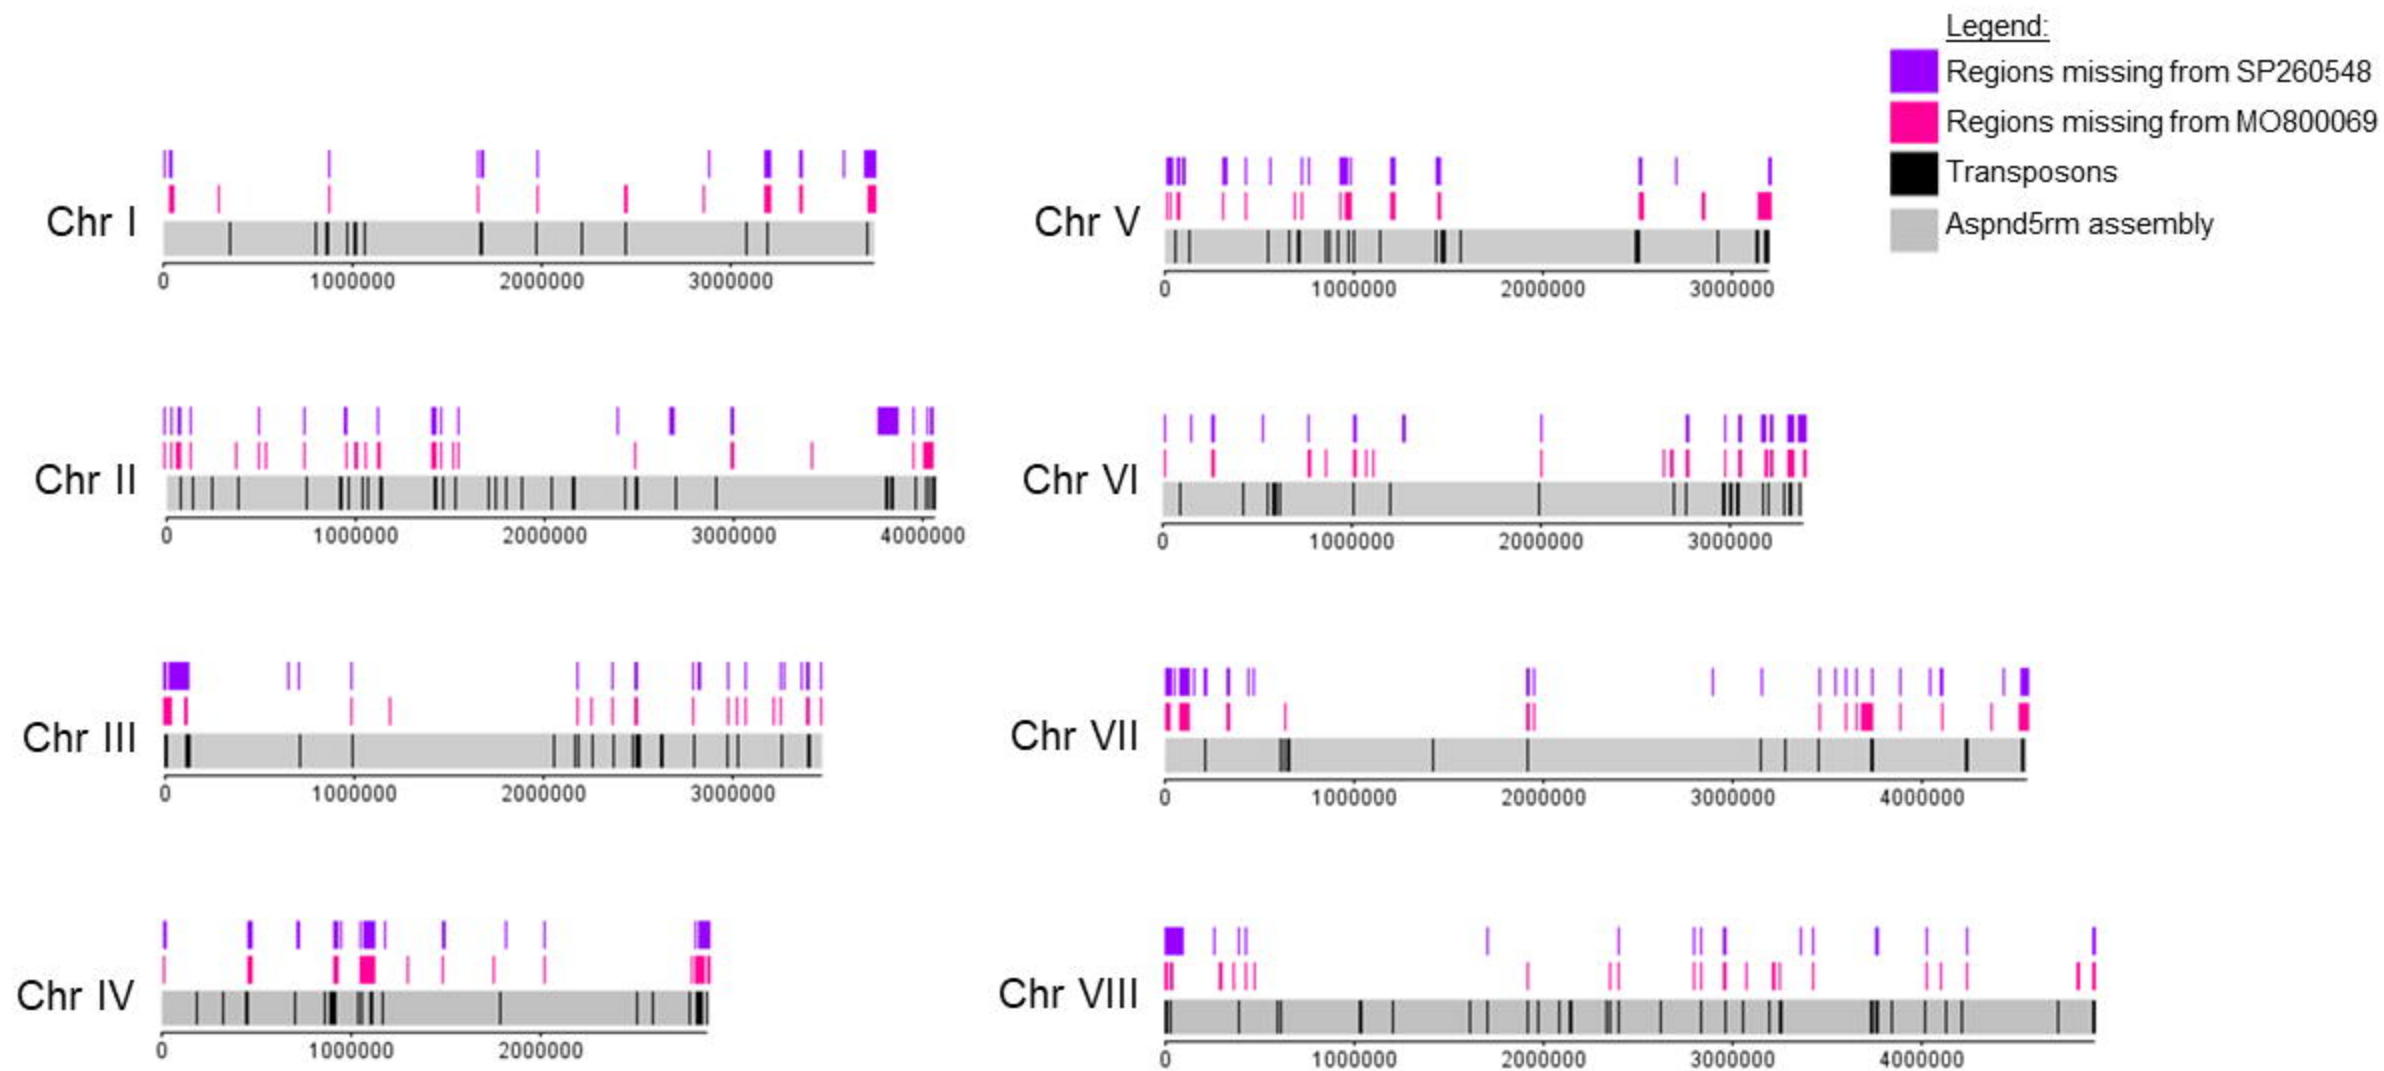 Legend:
Regions missing from SP260548
Regions missing from MO800069
Transposons
Aspnd5rm assembly
Chr I
0 1000000 2000000 3000000
Chr II
0 1000000 2000000 3000000 4000000
Chr III
0 1000000 2000000 3000000
Chr IV
0 1000000 2000000
Chr V
0 1000000 2000000 3000000
Chr VI
0 1000000 2000000 3000000
Chr VII
0 1000000 2000000 3000000 4000000
Chr VIII
0 1000000 2000000 3000000 4000000